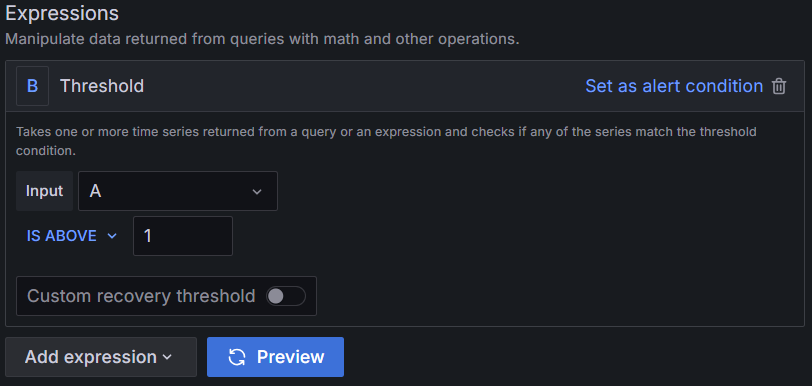 Expressions
Manipulate data returned from queries with math and other operations.
B Threshold Set as alert condition
Takes one or more time series returned from a query or an expression and checks if any of the series match the threshold
condition.
Input A
IS ABOVE 1
Custom recovery threshold
Add expression Preview